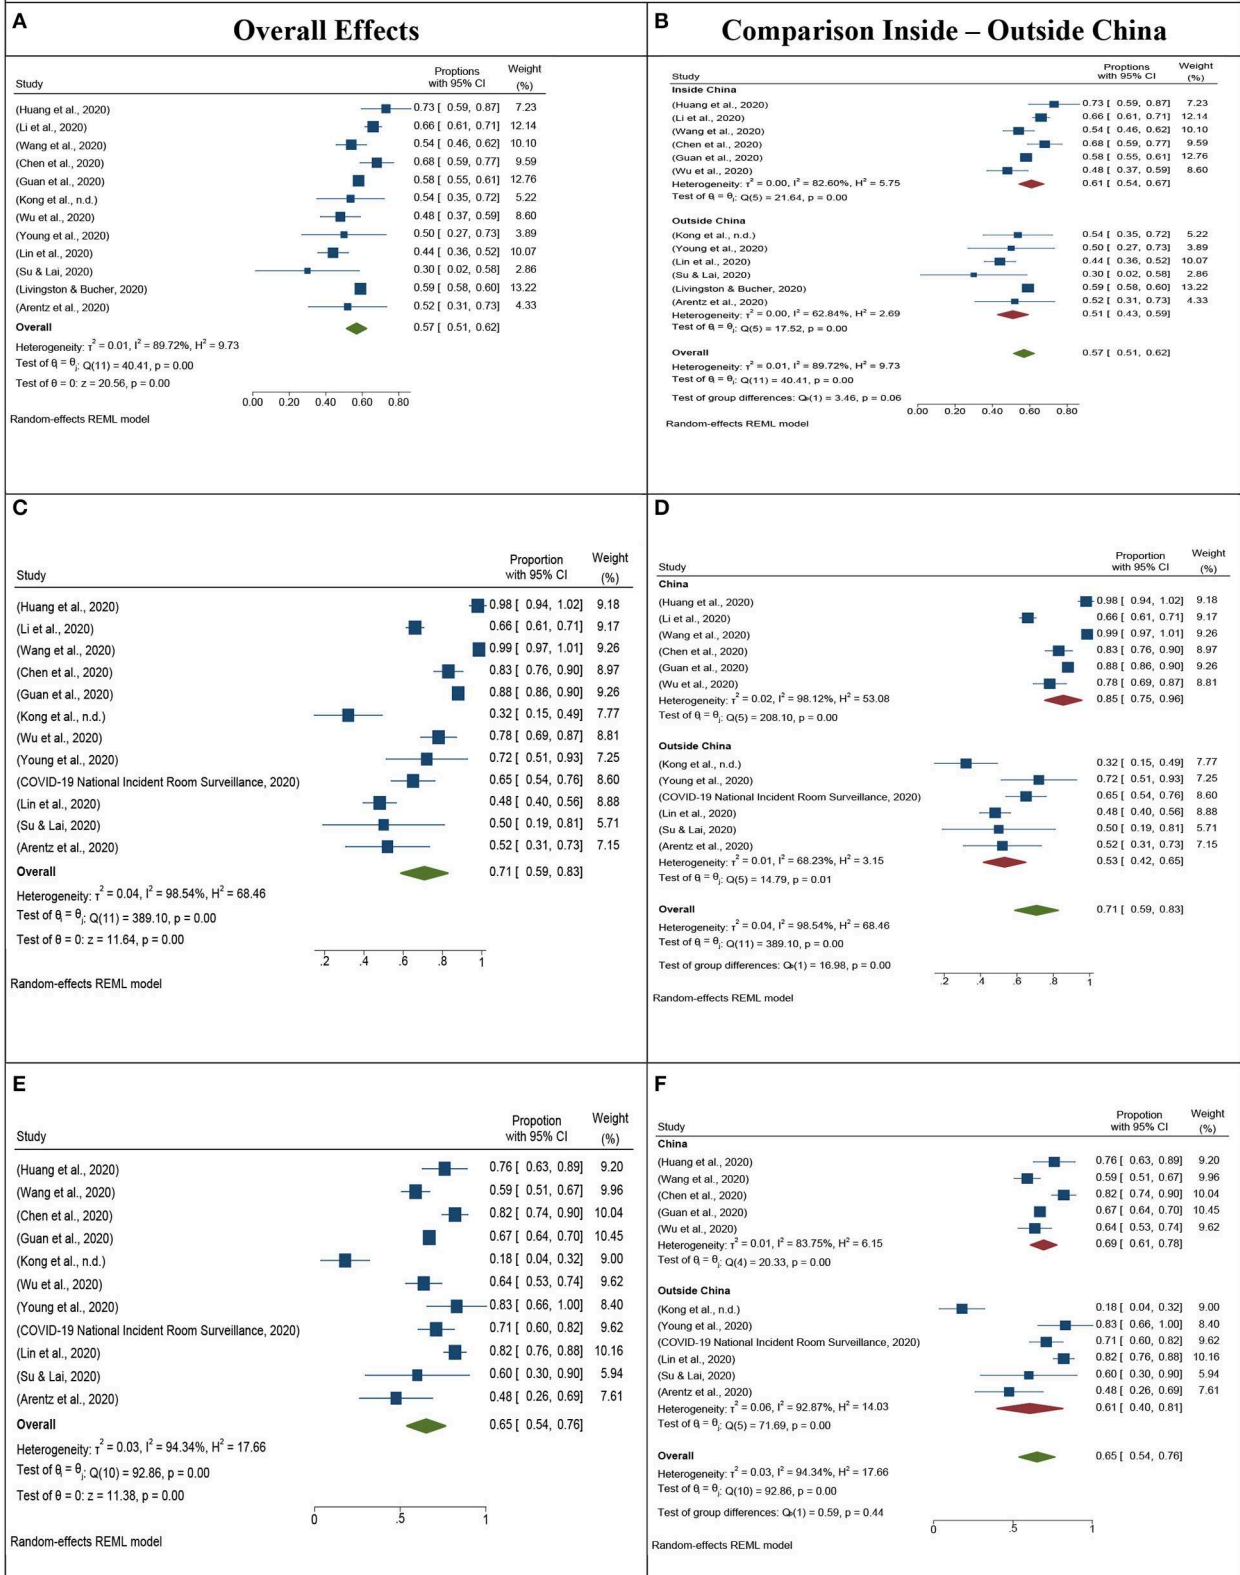 A
Overall Effects
B
Comparison Inside – Outside China
Proptions Weight
Study with 95% CI (%)
(Huang et al., 2020) 0.73 [ 0.59, 0.87] 7.23
(Li et al., 2020) 0.66 [ 0.61, 0.71] 12.14
(Wang et al., 2020) 0.54 [ 0.46, 0.62] 10.10
(Chen et al., 2020) 0.68 [ 0.59, 0.77] 9.59
(Guan et al., 2020) 0.58 [ 0.55, 0.61] 12.76
(Kong et al., n.d.) 0.54 [ 0.35, 0.72] 5.22
(Wu et al., 2020) 0.48 [ 0.37, 0.59] 8.60
(Young et al., 2020) 0.50 [ 0.27, 0.73] 3.89
(Lin et al., 2020) 0.44 [ 0.36, 0.52] 10.07
(Su & Lai, 2020) 0.30 [ 0.02, 0.58] 2.86
(Livingston & Bucher, 2020) 0.59 [ 0.58, 0.60] 13.22
(Arentz et al., 2020) 0.52 [ 0.31, 0.73] 4.33
Overall 0.57 [ 0.51, 0.62]
Heterogeneity: τ² = 0.01, I² = 89.72%, H² = 9.73
Test of θᵢ = θⱼ: Q(11) = 40.41, p = 0.00
Test of θ = 0: z = 20.56, p = 0.00
0.00 0.20 0.40 0.60 0.80
Random-effects REML model
Proptions Weight
Study with 95% CI (%)
Inside China
(Huang et al., 2020) 0.73 [ 0.59, 0.87] 7.23
(Li et al., 2020) 0.66 [ 0.61, 0.71] 12.14
(Wang et al., 2020) 0.54 [ 0.46, 0.62] 10.10
(Chen et al., 2020) 0.68 [ 0.59, 0.77] 9.59
(Guan et al., 2020) 0.58 [ 0.55, 0.61] 12.76
(Wu et al., 2020) 0.48 [ 0.37, 0.59] 8.60
Heterogeneity: τ² = 0.00, I² = 82.60%, H² = 5.75 0.61 [ 0.54, 0.67]
Test of θᵢ = θⱼ: Q(5) = 21.64, p = 0.00
Outside China
(Kong et al., n.d.) 0.54 [ 0.35, 0.72] 5.22
(Young et al., 2020) 0.50 [ 0.27, 0.73] 3.89
(Lin et al., 2020) 0.44 [ 0.36, 0.52] 10.07
(Su & Lai, 2020) 0.30 [ 0.02, 0.58] 2.86
(Livingston & Bucher, 2020) 0.59 [ 0.58, 0.60] 13.22
(Arentz et al., 2020) 0.52 [ 0.31, 0.73] 4.33
Heterogeneity: τ² = 0.00, I² = 62.84%, H² = 2.69 0.51 [ 0.43, 0.59]
Test of θᵢ = θⱼ: Q(5) = 17.52, p = 0.00
Overall 0.57 [ 0.51, 0.62]
Heterogeneity: τ² = 0.01, I² = 89.72%, H² = 9.73
Test of θᵢ = θⱼ: Q(11) = 40.41, p = 0.00
Test of group differences: Qb(1) = 3.46, p = 0.06
0.00 0.20 0.40 0.60 0.80
Random-effects REML model
C
Proportion Weight
Study with 95% CI (%)
(Huang et al., 2020) 0.98 [ 0.94, 1.02] 9.18
(Li et al., 2020) 0.66 [ 0.61, 0.71] 9.17
(Wang et al., 2020) 0.99 [ 0.97, 1.01] 9.26
(Chen et al., 2020) 0.83 [ 0.76, 0.90] 8.97
(Guan et al., 2020) 0.88 [ 0.86, 0.90] 9.26
(Kong et al., n.d.) 0.32 [ 0.15, 0.49] 7.77
(Wu et al., 2020) 0.78 [ 0.69, 0.87] 8.81
(Young et al., 2020) 0.72 [ 0.51, 0.93] 7.25
(COVID-19 National Incident Room Surveillance, 2020) 0.65 [ 0.54, 0.76] 8.60
(Lin et al., 2020) 0.48 [ 0.40, 0.56] 8.88
(Su & Lai, 2020) 0.50 [ 0.19, 0.81] 5.71
(Arentz et al., 2020) 0.52 [ 0.31, 0.73] 7.15
Overall 0.71 [ 0.59, 0.83]
Heterogeneity: τ² = 0.04, I² = 98.54%, H² = 68.46
Test of θᵢ = θⱼ: Q(11) = 389.10, p = 0.00
Test of θ = 0: z = 11.64, p = 0.00
.2 .4 .6 .8 1
Random-effects REML model
D
Proportion Weight
Study with 95% CI (%)
China
(Huang et al., 2020) 0.98 [ 0.94, 1.02] 9.18
(Li et al., 2020) 0.66 [ 0.61, 0.71] 9.17
(Wang et al., 2020) 0.99 [ 0.97, 1.01] 9.26
(Chen et al., 2020) 0.83 [ 0.76, 0.90] 8.97
(Guan et al., 2020) 0.88 [ 0.86, 0.90] 9.26
(Wu et al., 2020) 0.78 [ 0.69, 0.87] 8.81
Heterogeneity: τ² = 0.02, I² = 98.12%, H² = 53.08 0.85 [ 0.75, 0.96]
Test of θᵢ = θⱼ: Q(5) = 208.10, p = 0.00
Outside China
(Kong et al., n.d.) 0.32 [ 0.15, 0.49] 7.77
(Young et al., 2020) 0.72 [ 0.51, 0.93] 7.25
(COVID-19 National Incident Room Surveillance, 2020) 0.65 [ 0.54, 0.76] 8.60
(Lin et al., 2020) 0.48 [ 0.40, 0.56] 8.88
(Su & Lai, 2020) 0.50 [ 0.19, 0.81] 5.71
(Arentz et al., 2020) 0.52 [ 0.31, 0.73] 7.15
Heterogeneity: τ² = 0.01, I² = 68.23%, H² = 3.15 0.53 [ 0.42, 0.65]
Test of θᵢ = θⱼ: Q(5) = 14.79, p = 0.01
Overall 0.71 [ 0.59, 0.83]
Heterogeneity: τ² = 0.04, I² = 98.54%, H² = 68.46
Test of θᵢ = θⱼ: Q(11) = 389.10, p = 0.00
Test of group differences: Qb(1) = 16.98, p = 0.00
.2 .4 .6 .8 1
Random-effects REML model
E
Propotion Weight
Study with 95% CI (%)
(Huang et al., 2020) 0.76 [ 0.63, 0.89] 9.20
(Wang et al., 2020) 0.59 [ 0.51, 0.67] 9.96
(Chen et al., 2020) 0.82 [ 0.74, 0.90] 10.04
(Guan et al., 2020) 0.67 [ 0.64, 0.70] 10.45
(Kong et al., n.d.) 0.18 [ 0.04, 0.32] 9.00
(Wu et al., 2020) 0.64 [ 0.53, 0.74] 9.62
(Young et al., 2020) 0.83 [ 0.66, 1.00] 8.40
(COVID-19 National Incident Room Surveillance, 2020) 0.71 [ 0.60, 0.82] 9.62
(Lin et al., 2020) 0.82 [ 0.76, 0.88] 10.16
(Su & Lai, 2020) 0.60 [ 0.30, 0.90] 5.94
(Arentz et al., 2020) 0.48 [ 0.26, 0.69] 7.61
Overall 0.65 [ 0.54, 0.76]
Heterogeneity: τ² = 0.03, I² = 94.34%, H² = 17.66
Test of θᵢ = θⱼ: Q(10) = 92.86, p = 0.00
Test of θ = 0: z = 11.38, p = 0.00
0 .5 1
Random-effects REML model
F
Propotion Weight
Study with 95% CI (%)
China
(Huang et al., 2020) 0.76 [ 0.63, 0.89] 9.20
(Wang et al., 2020) 0.59 [ 0.51, 0.67] 9.96
(Chen et al., 2020) 0.82 [ 0.74, 0.90] 10.04
(Guan et al., 2020) 0.67 [ 0.64, 0.70] 10.45
(Wu et al., 2020) 0.64 [ 0.53, 0.74] 9.62
Heterogeneity: τ² = 0.01, I² = 83.75%, H² = 6.15 0.69 [ 0.61, 0.78]
Test of θᵢ = θⱼ: Q(4) = 20.33, p = 0.00
Outside China
(Kong et al., n.d.) 0.18 [ 0.04, 0.32] 9.00
(Young et al., 2020) 0.83 [ 0.66, 1.00] 8.40
(COVID-19 National Incident Room Surveillance, 2020) 0.71 [ 0.60, 0.82] 9.62
(Lin et al., 2020) 0.82 [ 0.76, 0.88] 10.16
(Su & Lai, 2020) 0.60 [ 0.30, 0.90] 5.94
(Arentz et al., 2020) 0.48 [ 0.26, 0.69] 7.61
Heterogeneity: τ² = 0.06, I² = 92.87%, H² = 14.03 0.61 [ 0.40, 0.81]
Test of θᵢ = θⱼ: Q(5) = 71.69, p = 0.00
Overall 0.65 [ 0.54, 0.76]
Heterogeneity: τ² = 0.03, I² = 94.34%, H² = 17.66
Test of θᵢ = θⱼ: Q(10) = 92.86, p = 0.00
Test of group differences: Qb(1) = 0.59, p = 0.44
0 .5 1
Random-effects REML model